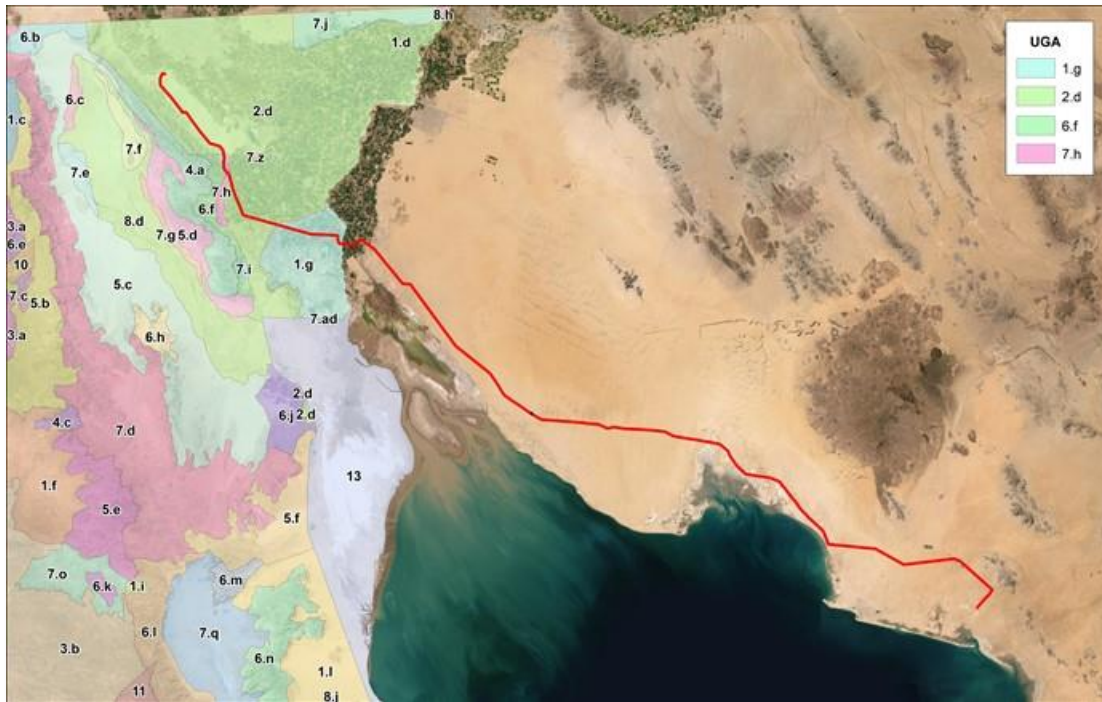 8.h
7.j
6.b
1.d
UGA
1.g
2.d
6.f
7.h
6.c
2.d
1.c
7.f
7.z
4.a
7.e
7.h
6.f
3.a
8.d
6.e
7.g
5.d
10
7.i
1.g
5.c
7.c
5.b
7.ad
3.a
6.h
2.d
6.j
2.d
4.c
7.d
13
1.f
5.e
5.f
7.o
6.k
1.i
6.m
6.l
7.q
3.b
6.n
1.l
11
8.j